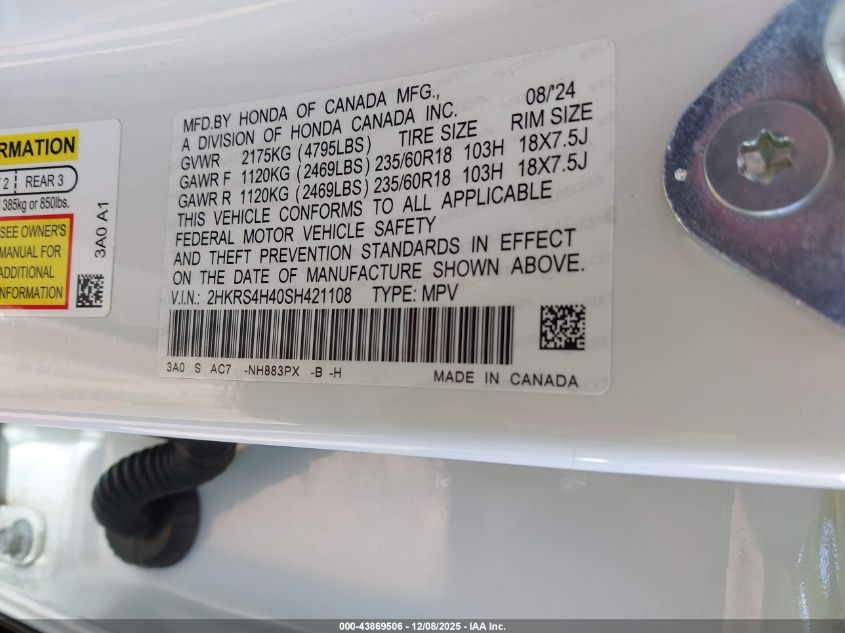 RMATION
2 REAR 3
385kg or 850lbs.
SEE OWNER'S
MANUAL FOR
ADDITIONAL
INFORMATION
3A0 A1
MFD.BY HONDA OF CANADA MFG., 08/'24
A DIVISION OF HONDA CANADA INC.
GVWR 2175KG (4795LBS) TIRE SIZE RIM SIZE
GAWR F 1120KG (2469LBS) 235/60R18 103H 18X7.5J
GAWR R 1120KG (2469LBS) 235/60R18 103H 18X7.5J
THIS VEHICLE CONFORMS TO ALL APPLICABLE
FEDERAL MOTOR VEHICLE SAFETY
AND THEFT PREVENTION STANDARDS IN EFFECT
ON THE DATE OF MANUFACTURE SHOWN ABOVE.
V.I.N.: 2HKRS4H40SH421108 TYPE: MPV
3A0 S AC7 -NH883PX -B -H
MADE IN CANADA
000-43869506 - 12/08/2025 - IAA Inc.